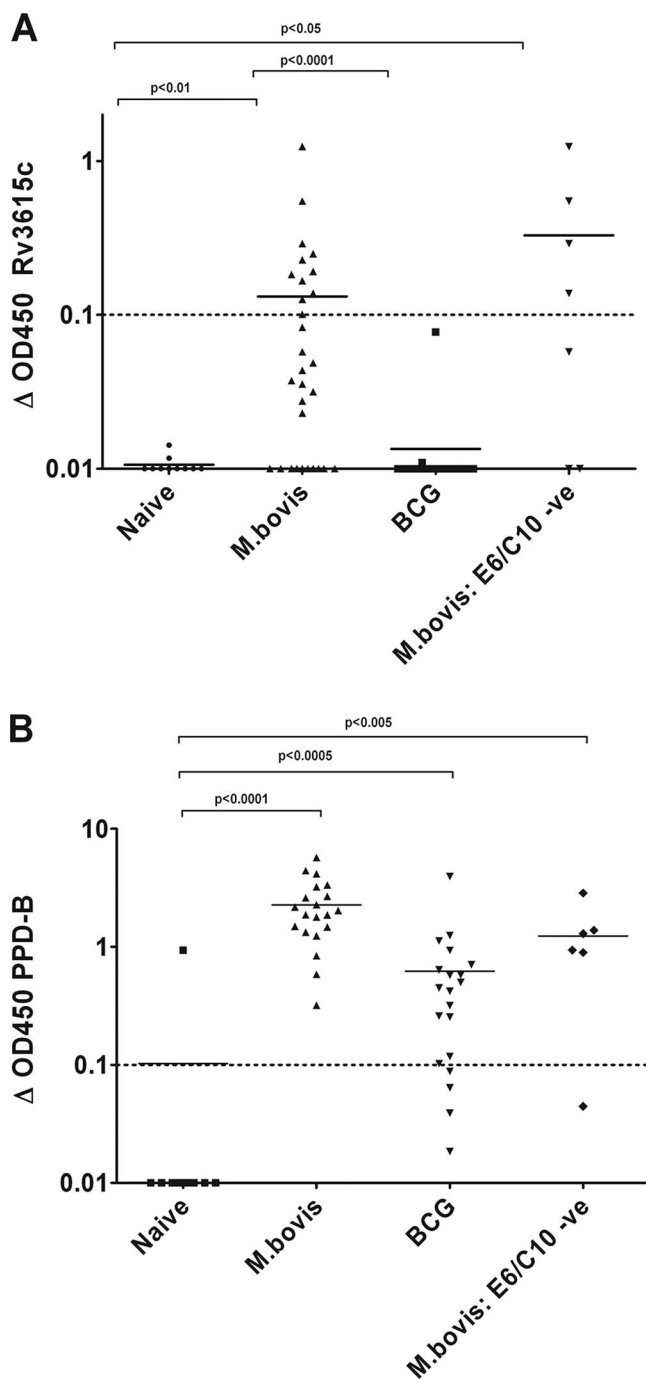 A
p<0.05
p<0.0001
p<0.01
Δ OD450 Rv3615c
1
0.1
0.01
Naive
M.bovis
BCG
M.bovis: E6/C10 -ve
B
p<0.005
p<0.0005
p<0.0001
Δ OD450 PPD-B
10
1
0.1
0.01
Naive
M.bovis
BCG
M.bovis: E6/C10 -ve